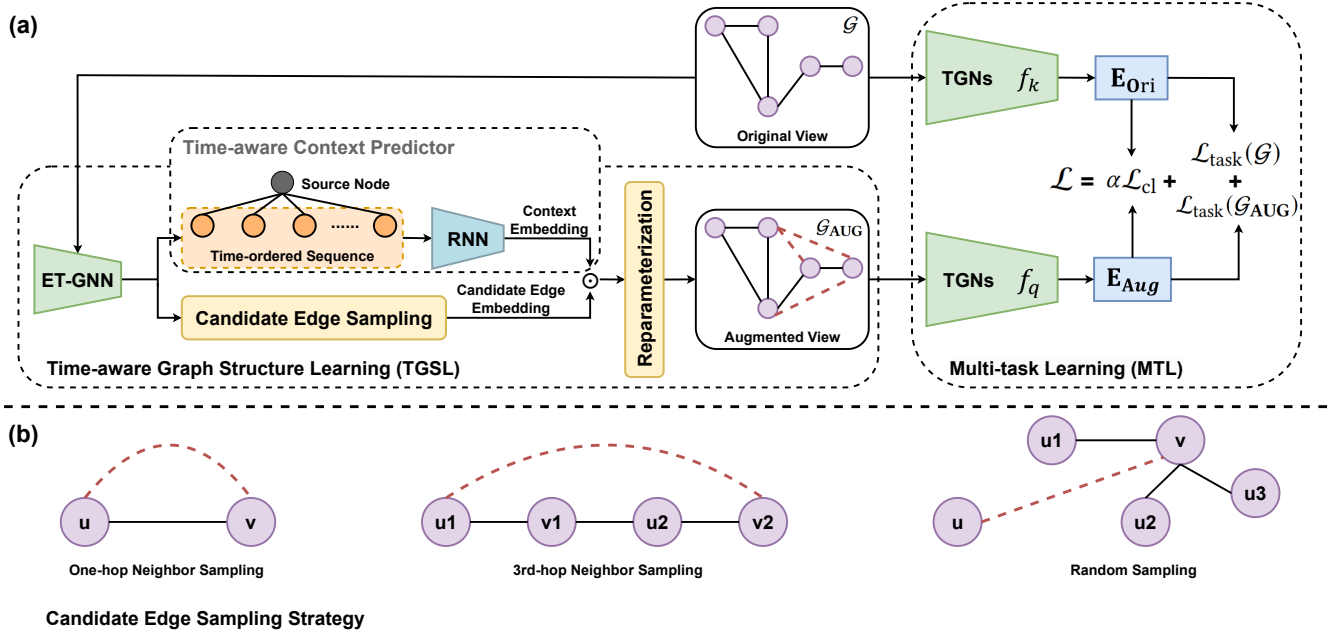 (a)
𝒢
Original View
TGNs f_k
E_Ori
Time-aware Context Predictor
Source Node
......
Time-ordered Sequence
RNN
Context
Embedding
ET-GNN
Candidate Edge Sampling
Candidate Edge
Embedding
⊙
Reparameterization
𝒢_AUG
Augmented View
TGNs f_q
E_Aug
ℒ_task(𝒢)
ℒ = αℒ_cl + +
ℒ_task(𝒢_AUG)
Time-aware Graph Structure Learning (TGSL)
Multi-task Learning (MTL)
(b)
u v
One-hop Neighbor Sampling
u1 v1 u2 v2
3rd-hop Neighbor Sampling
u1 v
u3
u u2
Random Sampling
Candidate Edge Sampling Strategy